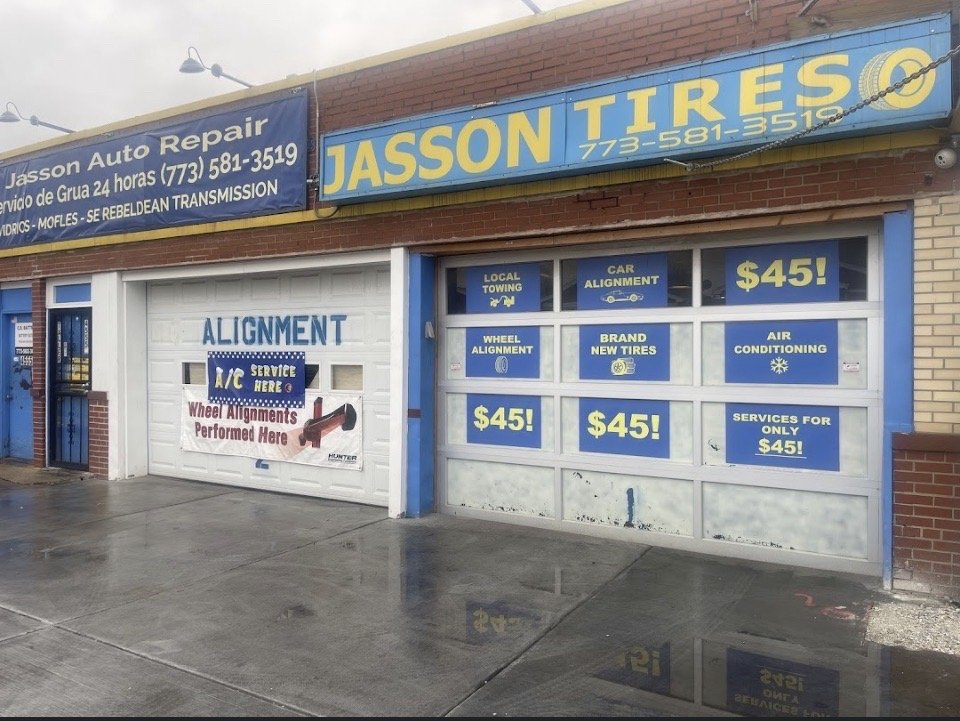 Jasson Auto Repair
Servicio de Grua 24 horas (773) 581-3519
VIDRIOS - MOFLES - SE REBELDEAN TRANSMISSION
JASSON TIRES
773-581-3519
ALIGNMENT
A/C SERVICE
HERE
Wheel Alignments
Performed Here
HUNTER
LOCAL
TOWING
CAR
ALIGNMENT
$45!
WHEEL
ALIGNMENT
BRAND
NEW TIRES
AIR
CONDITIONING
$45!
$45!
SERVICES FOR
ONLY
$45!